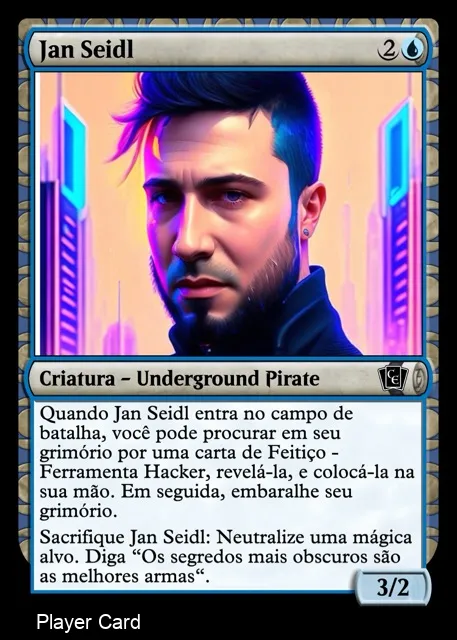 Jan Seidl 2
Criatura – Underground Pirate
CE
Quando Jan Seidl entra no campo de
batalha, você pode procurar em seu
grimório por uma carta de Feitiço -
Ferramenta Hacker, revelá-la, e colocá-la na
sua mão. Em seguida, embaralhe seu
grimório.
Sacrifique Jan Seidl: Neutralize uma mágica
alvo. Diga “Os segredos mais obscuros são
as melhores armas“.
3/2
Player Card